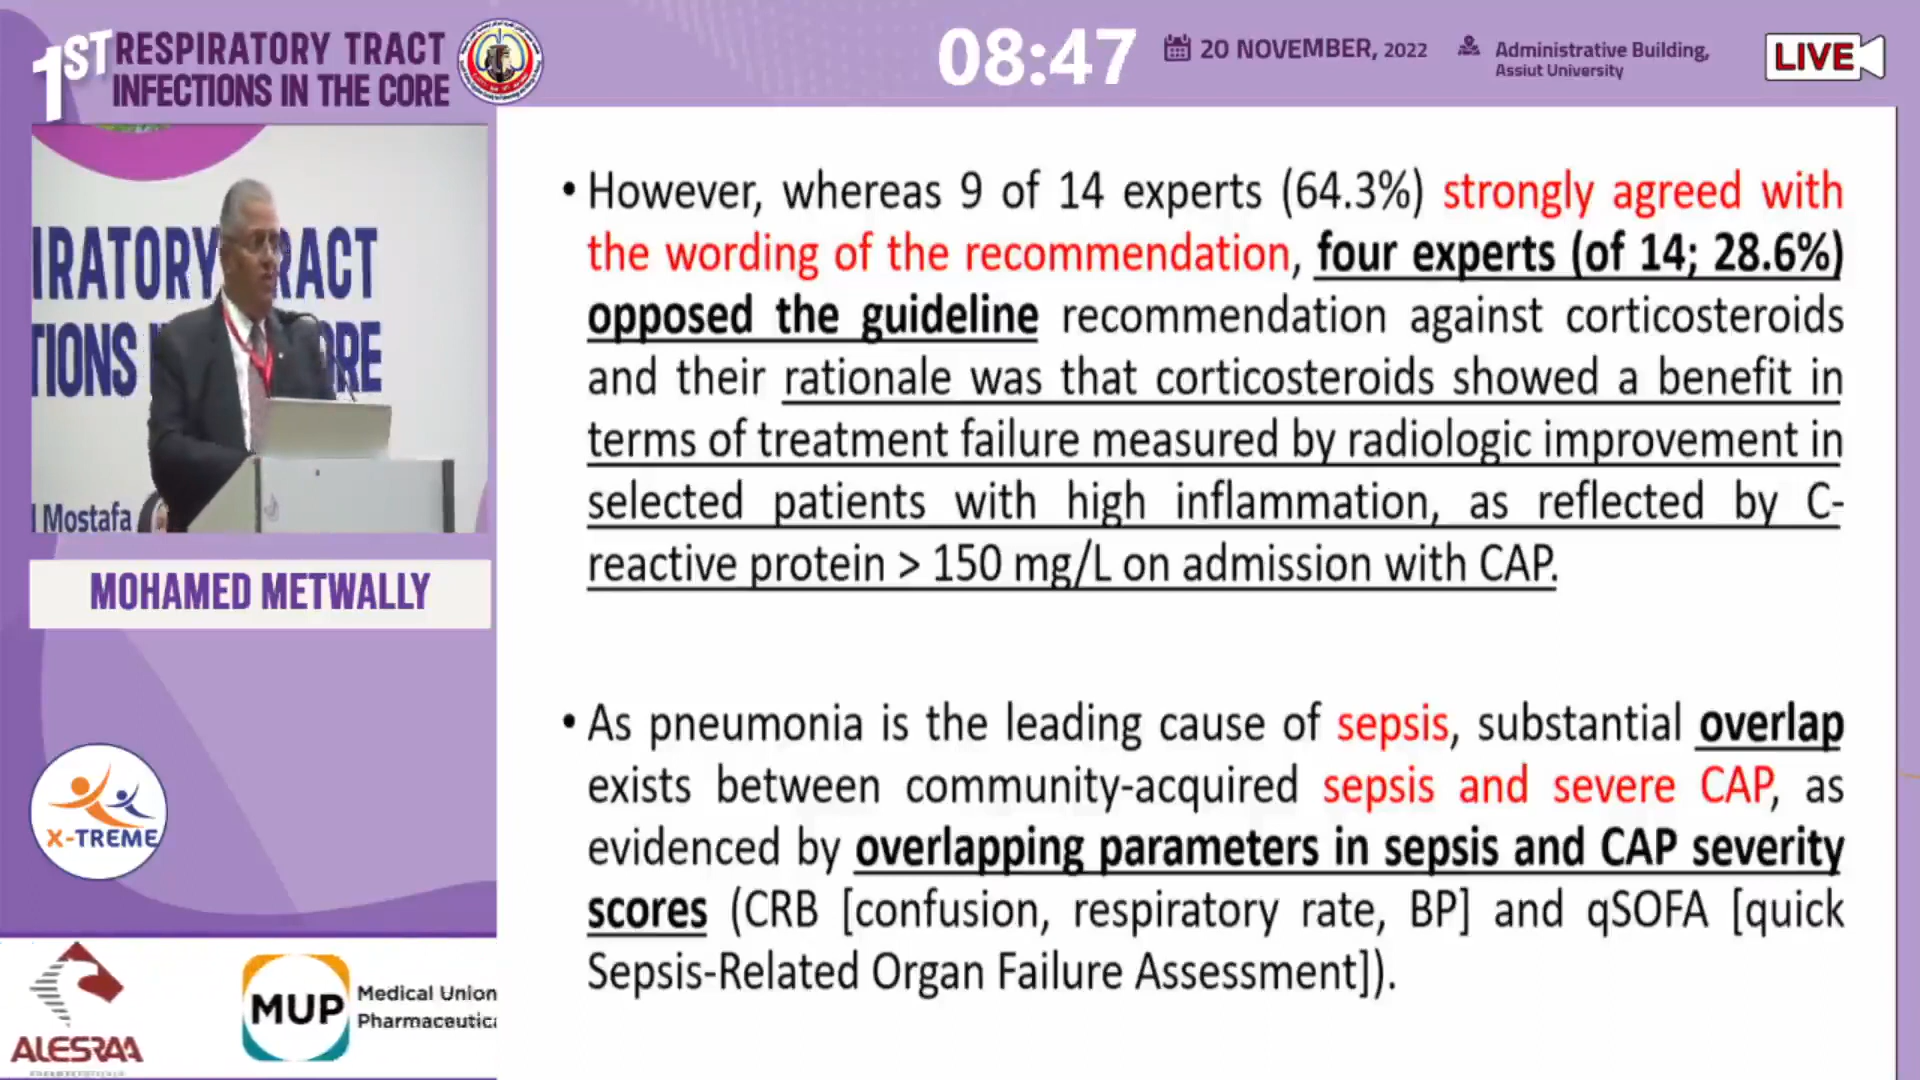 1ST RESPIRATORY TRACT
INFECTIONS IN THE CORE
08:47
20 NOVEMBER, 2022
Administrative Building,
Assiut University
LIVE
IRATORY TRACT
TIONS
ORE
l Mostafa
MOHAMED METWALLY
X-TREME
ALESRAA
MUP
Medical Union
Pharmaceutica
• However, whereas 9 of 14 experts (64.3%) strongly agreed with
the wording of the recommendation, four experts (of 14; 28.6%)
opposed the guideline recommendation against corticosteroids
and their rationale was that corticosteroids showed a benefit in
terms of treatment failure measured by radiologic improvement in
selected patients with high inflammation, as reflected by C-
reactive protein > 150 mg/L on admission with CAP.
• As pneumonia is the leading cause of sepsis, substantial overlap
exists between community-acquired sepsis and severe CAP, as
evidenced by overlapping parameters in sepsis and CAP severity
scores (CRB [confusion, respiratory rate, BP] and qSOFA [quick
Sepsis-Related Organ Failure Assessment]).